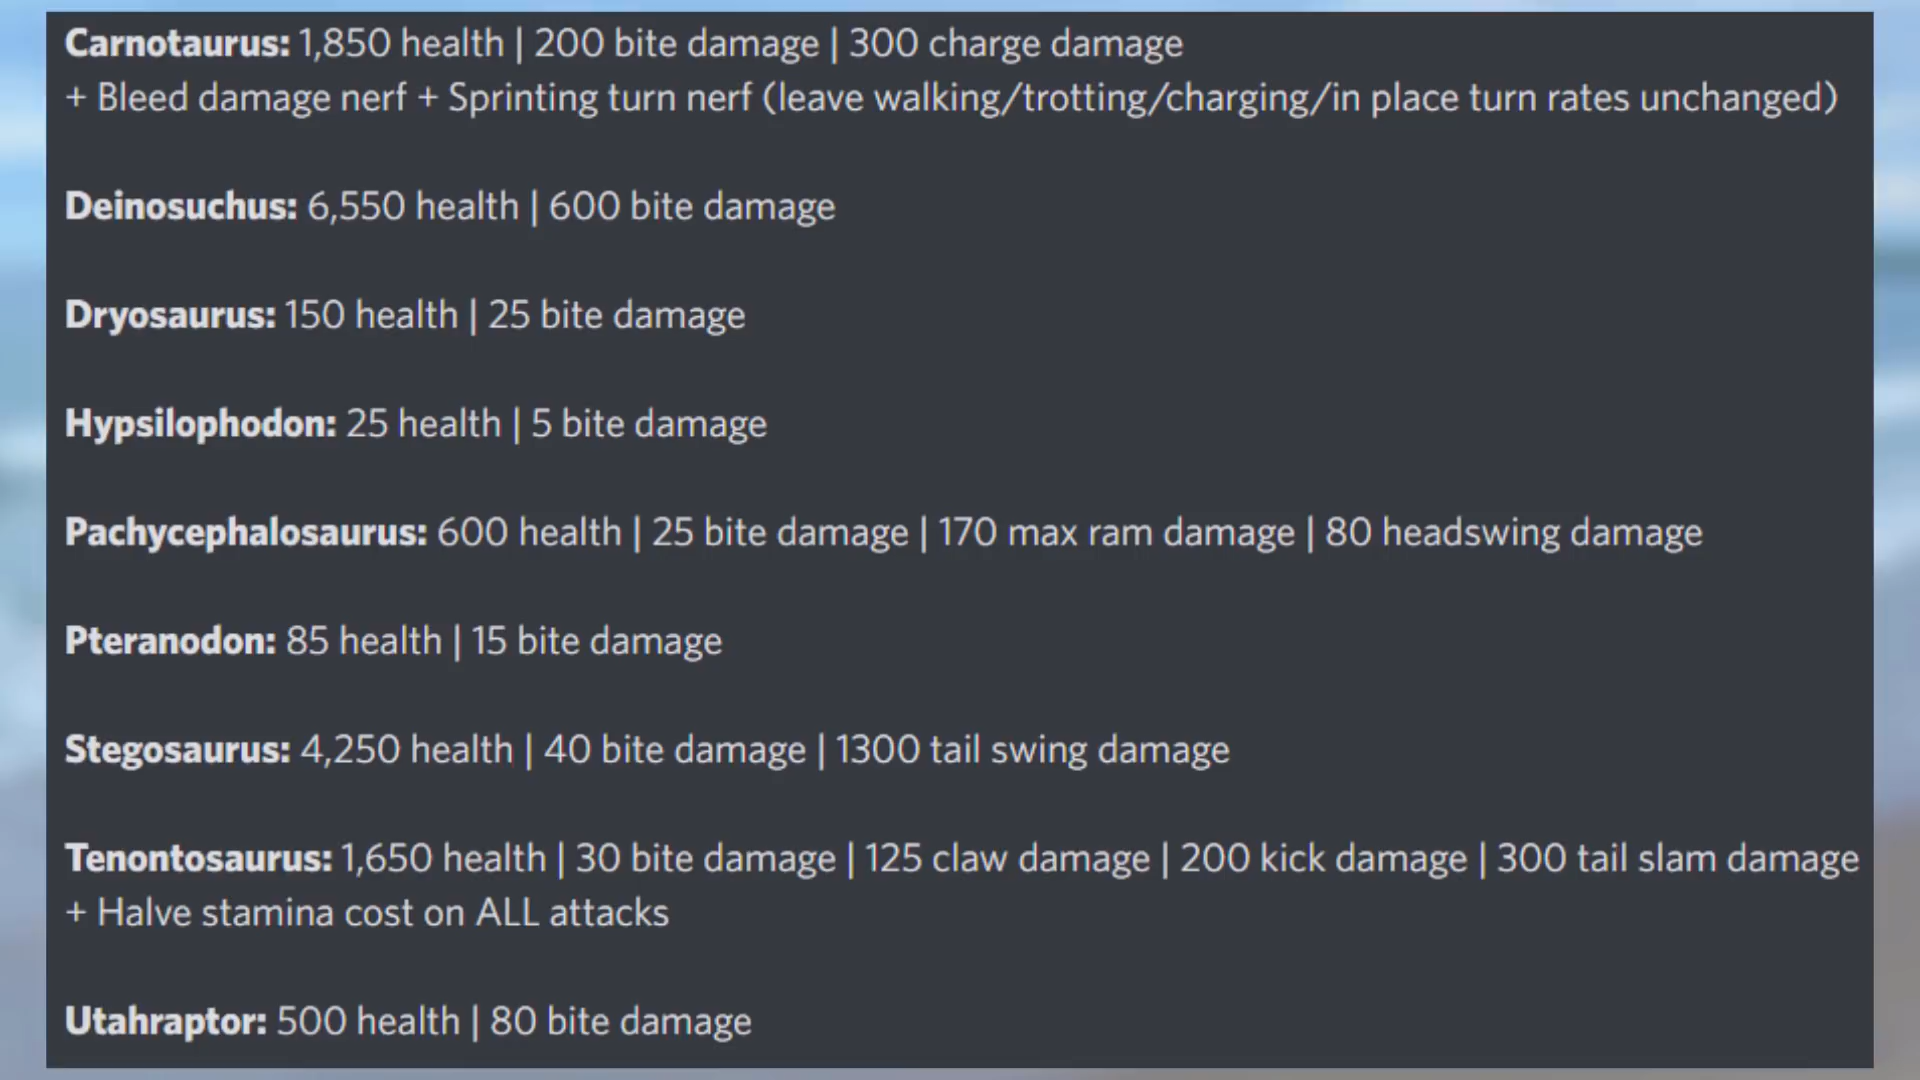 Carnotaurus: 1,850 health | 200 bite damage | 300 charge damage
+ Bleed damage nerf + Sprinting turn nerf (leave walking/trotting/charging/in place turn rates unchanged)
Deinosuchus: 6,550 health | 600 bite damage
Dryosaurus: 150 health | 25 bite damage
Hypsilophodon: 25 health | 5 bite damage
Pachycephalosaurus: 600 health | 25 bite damage | 170 max ram damage | 80 headswing damage
Pteranodon: 85 health | 15 bite damage
Stegosaurus: 4,250 health | 40 bite damage | 1300 tail swing damage
Tenontosaurus: 1,650 health | 30 bite damage | 125 claw damage | 200 kick damage | 300 tail slam damage
+ Halve stamina cost on ALL attacks
Utahraptor: 500 health | 80 bite damage